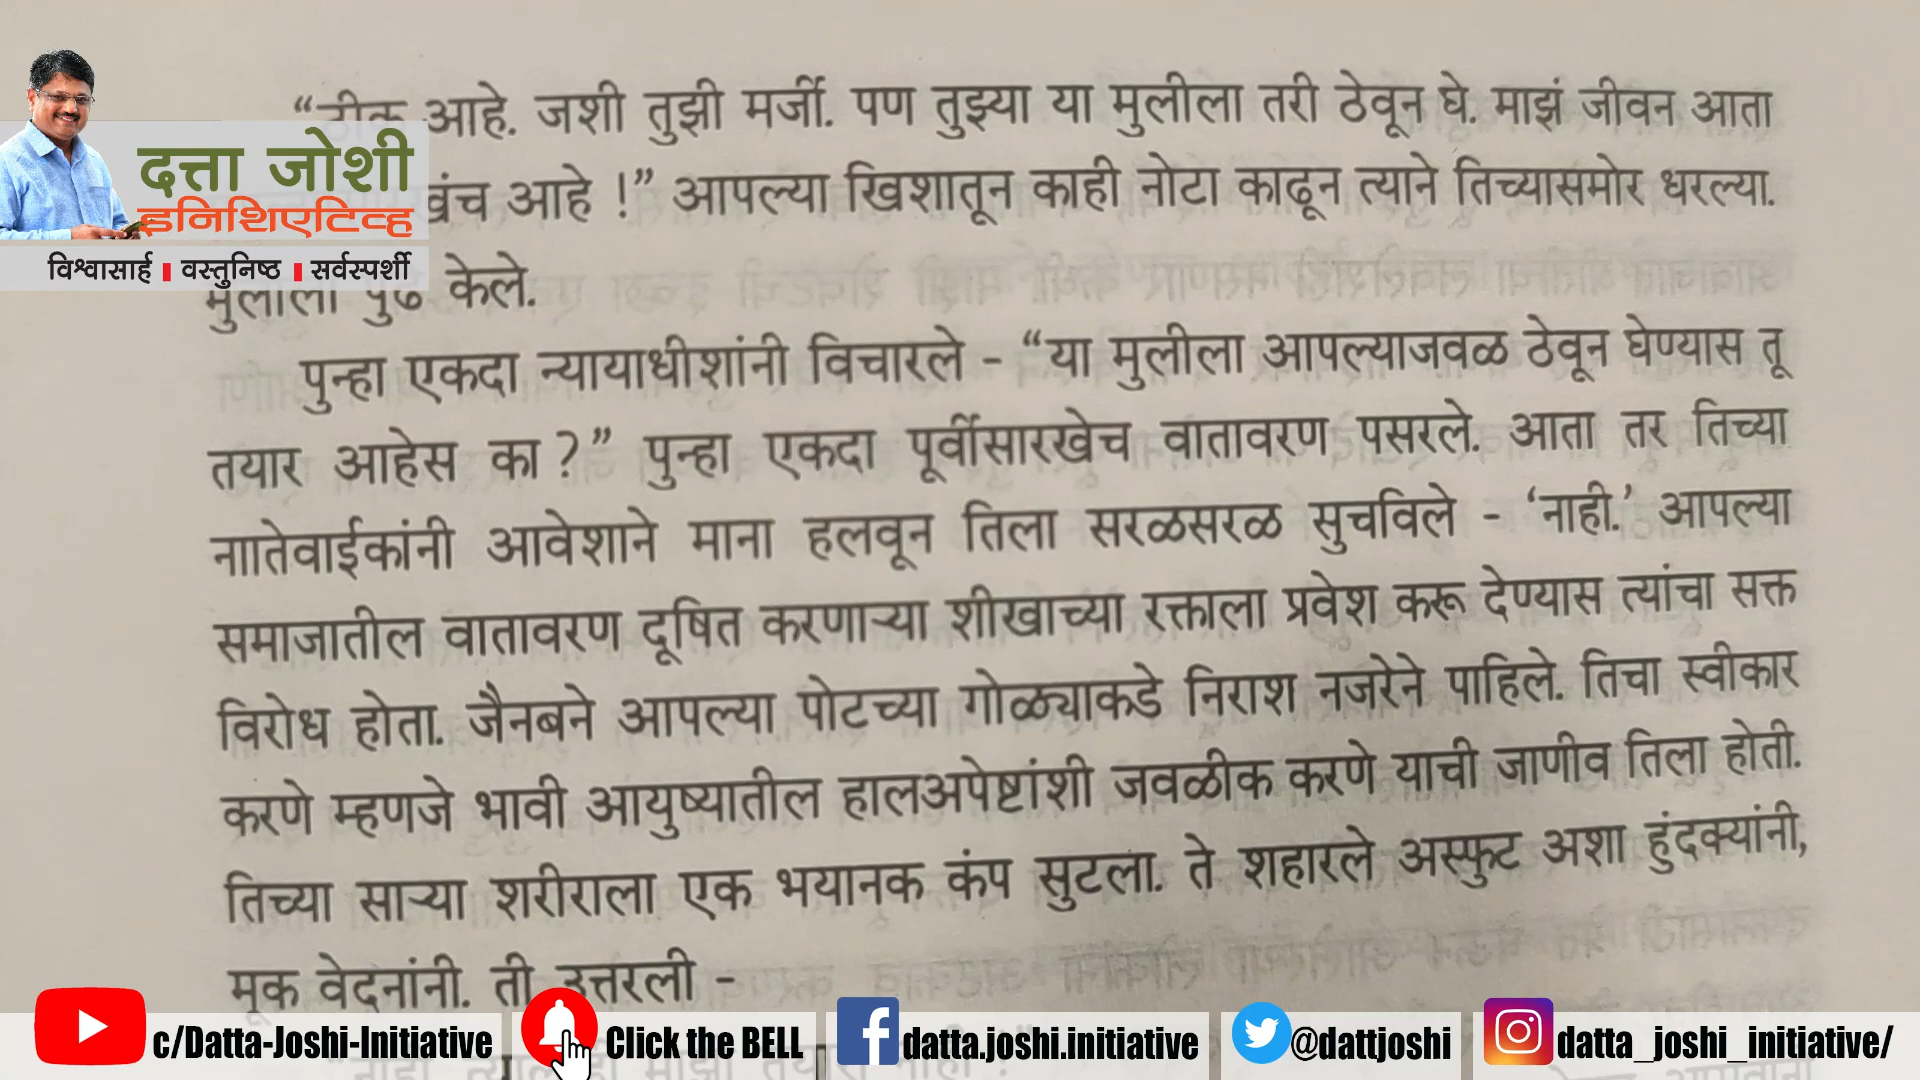 “ठीक आहे. जशी तुझी मर्जी. पण तुझ्या या मुलीला तरी ठेवून घे. माझं जीवन आता
आहे !” आपल्या खिशातून काही नोटा काढून त्याने तिच्यासमोर धरल्या.
केले.
पुन्हा एकदा न्यायाधीशांनी विचारले - “या मुलीला आपल्याजवळ ठेवून घेण्यास तू
तयार आहेस का ?” पुन्हा एकदा पूर्वीसारखेच वातावरण पसरले. आता तर तिच्या
नाातेवाईकांनी आवेशाने माना हलवून तिला सरळसरळ सुचविले - ‘नाही.’ आपल्या
समाजातील वातावरण दूषित करणाऱ्या शीखाच्या रक्ताला प्रवेश करू देण्यास त्यांचा सक्त
विरोध होता. जैनबने आपल्या पोटच्या गोळ्याकडे निराश नजरेने पाहिले. तिचा स्वीकार
करणे म्हणजे भावी आयुष्यातील हालअपेष्टांशी जवळीक करणे याची जाणीव तिला होती.
तिच्या साऱ्या शरीराला एक भयानक कंप सुटला. ते शहारले अस्फुट अशा हुंदक्यांनी,
मूक वेदनांनी. ती उत्तरली -
दत्ता जोशी
इनिशिएटिव्ह
विश्वासार्ह वस्तुनिष्ठ सर्वस्पर्शी
c/Datta-Joshi-Initiative Click the BELL datta.joshi.initiative @dattjoshi datta_joshi_initiative/